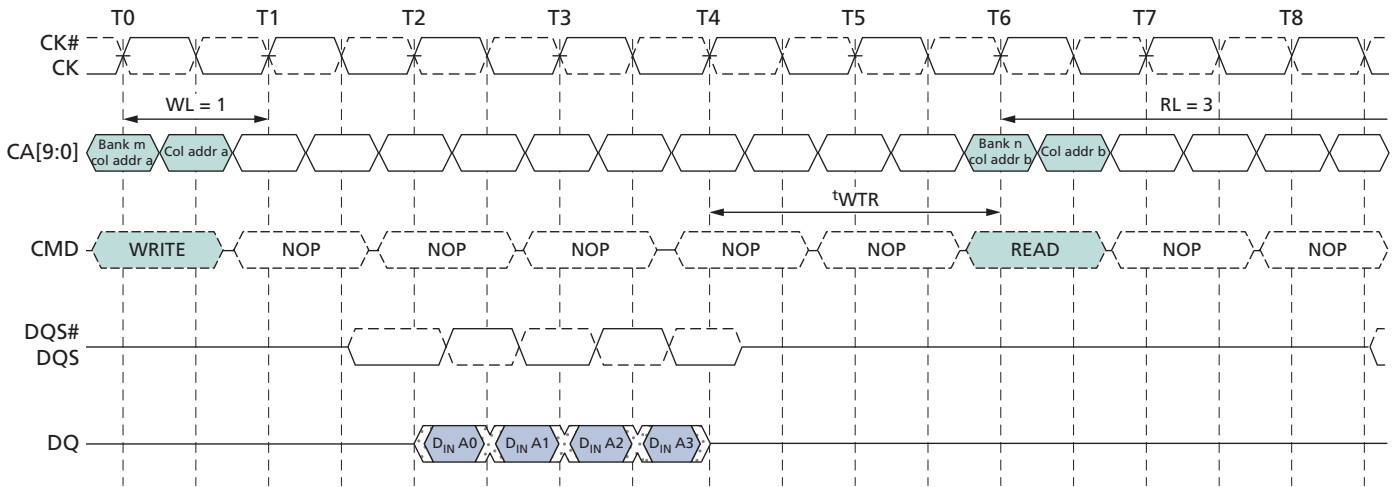 T0 T1 T2 T3 T4 T5 T6 T7 T8
CK#
CK
WL = 1 RL = 3
CA[9:0] Bank m col addr a Col addr a Bank n col addr b Col addr b
tWTR
CMD WRITE NOP NOP NOP NOP NOP READ NOP NOP
DQS#
DQS
DQ DIN A0 DIN A1 DIN A2 DIN A3